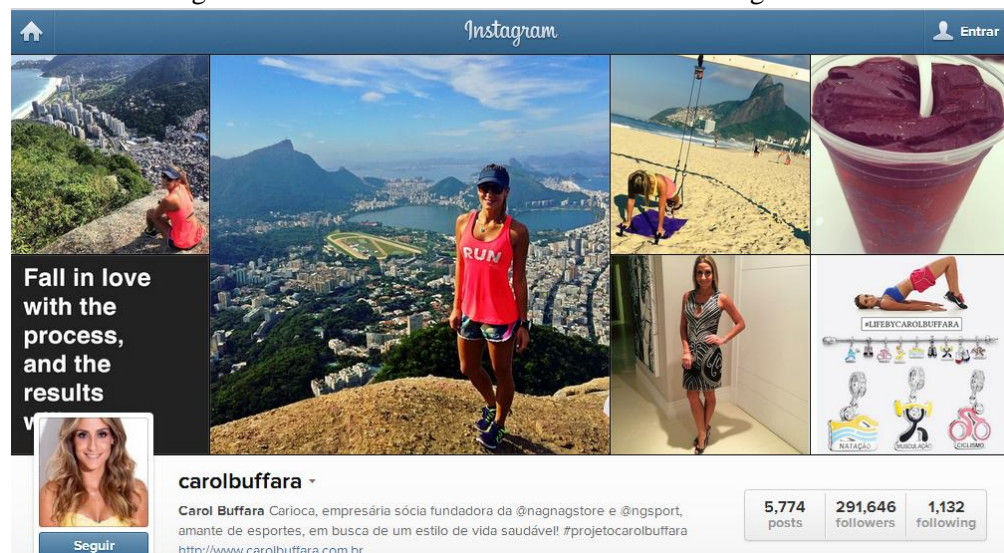 Instagram
Entrar
RUN
Fall in love
with the
process,
and the
results
#LIFEBYCAROLBUFFARA
NATAÇÃO
MUSCULAÇÃO
CICLISMO
carolbuffara
Carol Buffara Carioca, empresária sócia fundadora da @nagnagstore e @ngsport,
amante de esportes, em busca de um estilo de vida saudável! #projetocarolbuffara
http://www.carolbuffara.com.br
5,774
posts
291,646
followers
1,132
following
Seguir